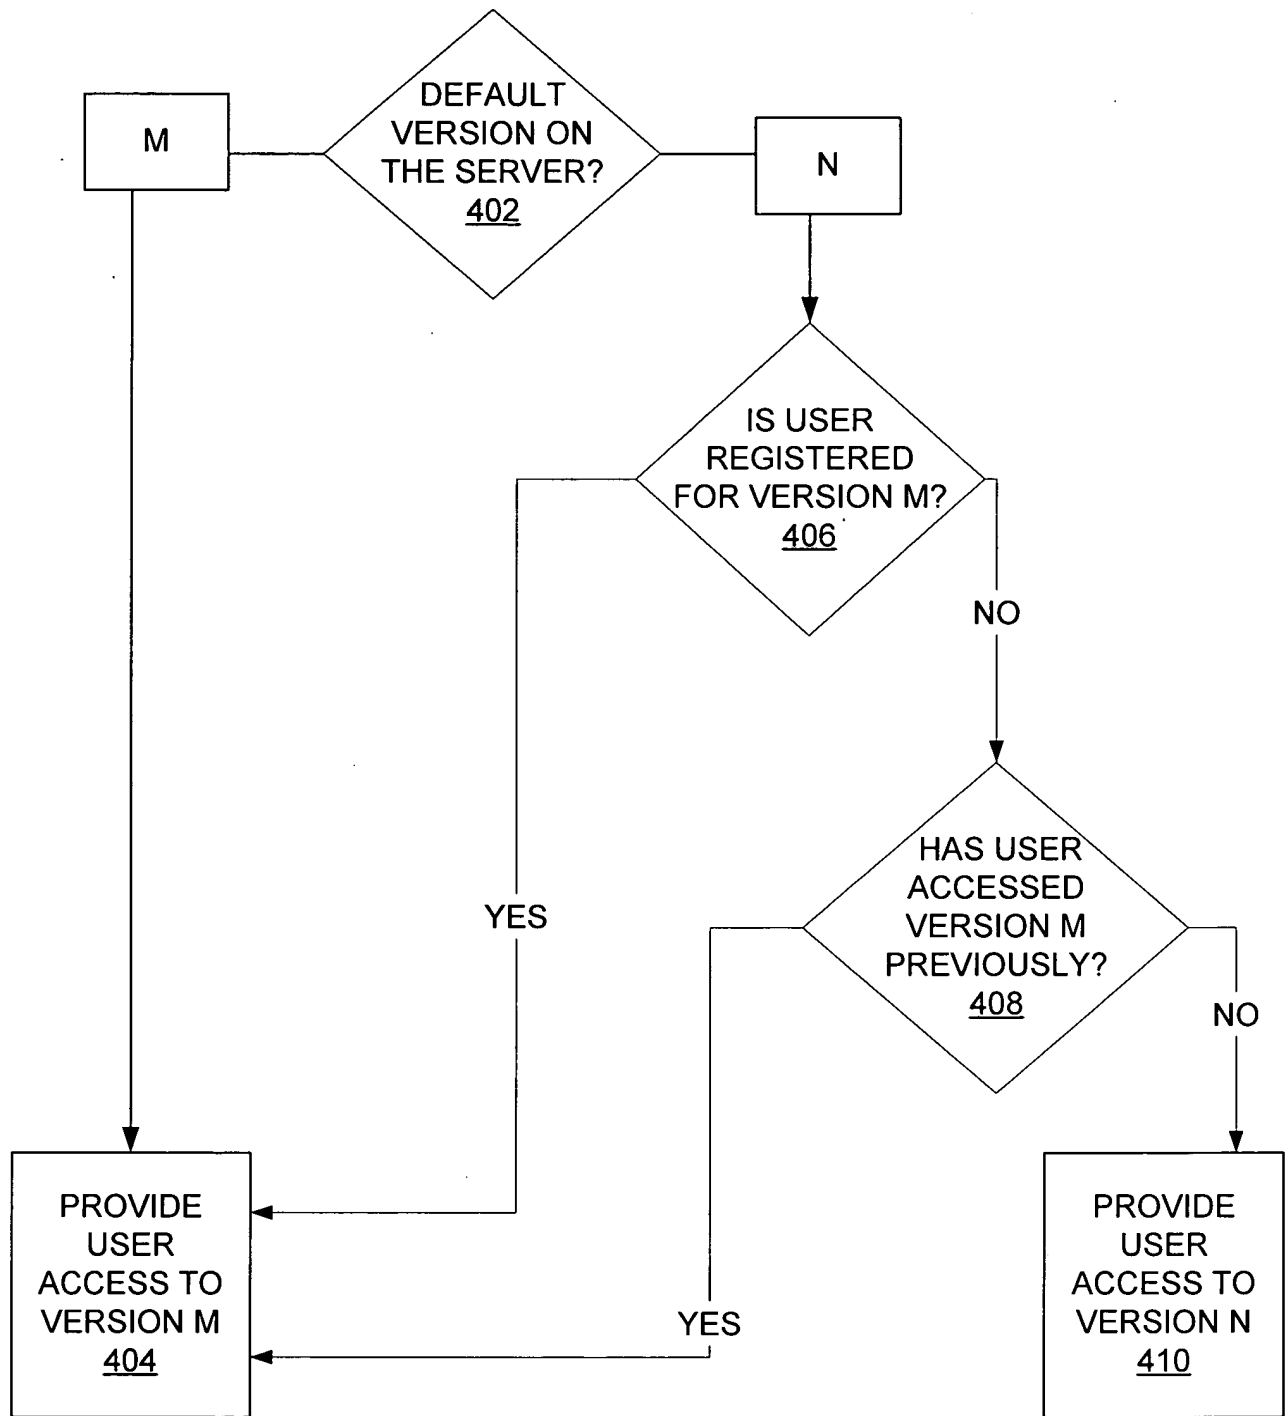 DEFAULT
VERSION ON
THE SERVER?
402
M
N
IS USER
REGISTERED
FOR VERSION M?
406
NO
HAS USER
ACCESSED
VERSION M
PREVIOUSLY?
408
YES
NO
PROVIDE
USER
ACCESS TO
VERSION M
404
YES
PROVIDE
USER
ACCESS TO
VERSION N
410